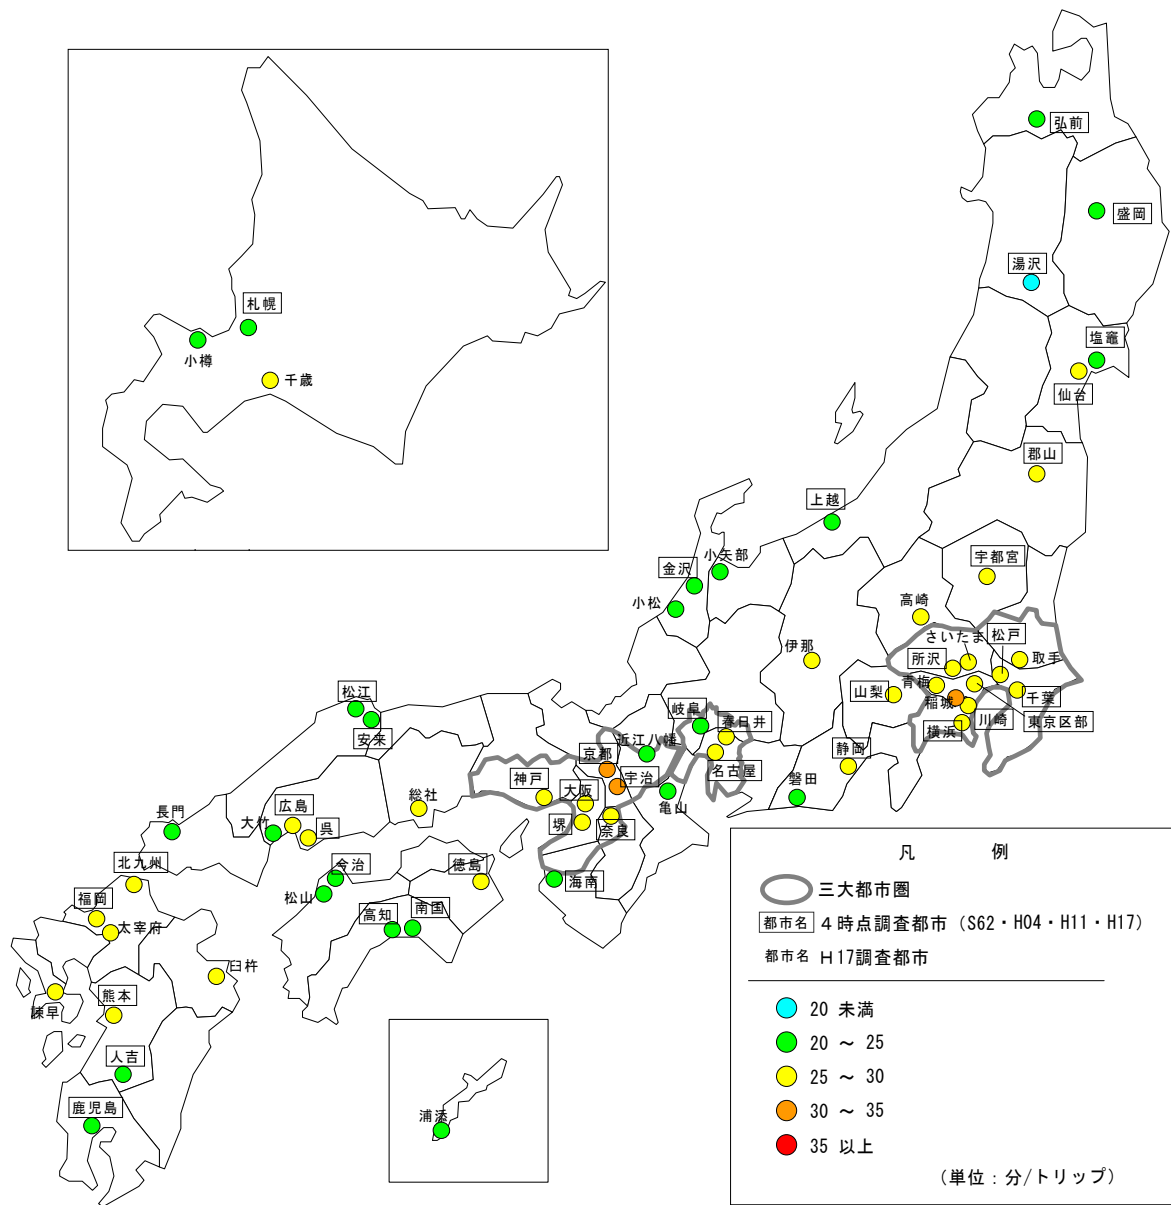 弘前
盛岡
湯沢
札幌
小樽
千歳
塩竈
仙台
郡山
上越
小矢部
金沢
小松
宇都宮
高崎
さいたま
松戸
伊那
所沢
取手
青梅
山梨
稲城
千葉
川崎
東京区部
横浜
松江
安来
岐阜
春日井
近江八幡
京都
名古屋
静岡
宇治
神戸
大阪
磐田
亀山
総社
広島
長門
大竹
呉
堺
奈良
北九州
今治
徳島
海南
松山
福岡
高知
南国
太宰府
臼杵
諫早
熊本
人吉
鹿児島
浦添
凡 例
三大都市圏
都市名 4時点調査都市 (S62・H04・H11・H17)
都市名 H17調査都市
20 未満
20 ～ 25
25 ～ 30
30 ～ 35
35 以上
(単位：分/トリップ)